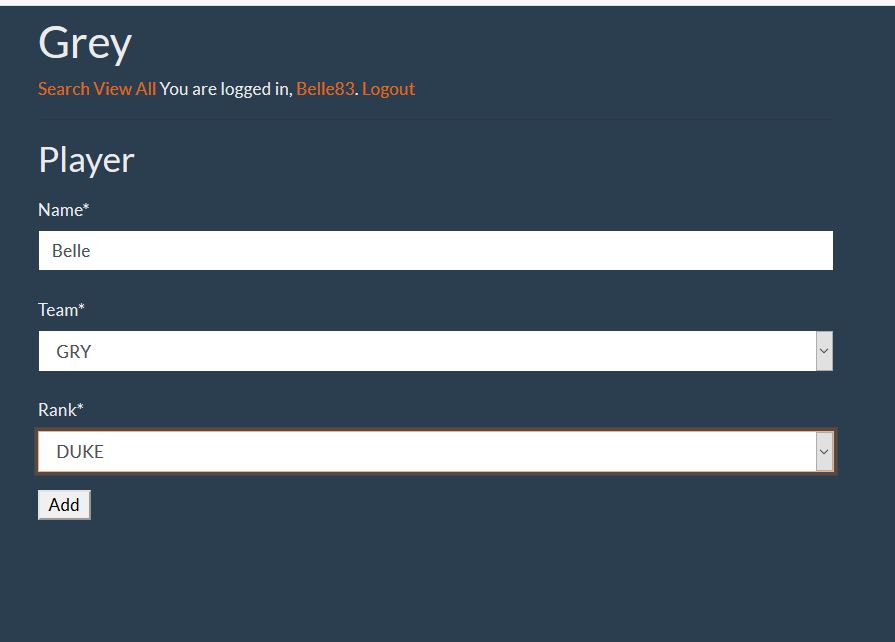 Grey
Search View All You are logged in, Belle83. Logout
Player
Name*
Belle
Team*
GRY
Rank*
DUKE
Add